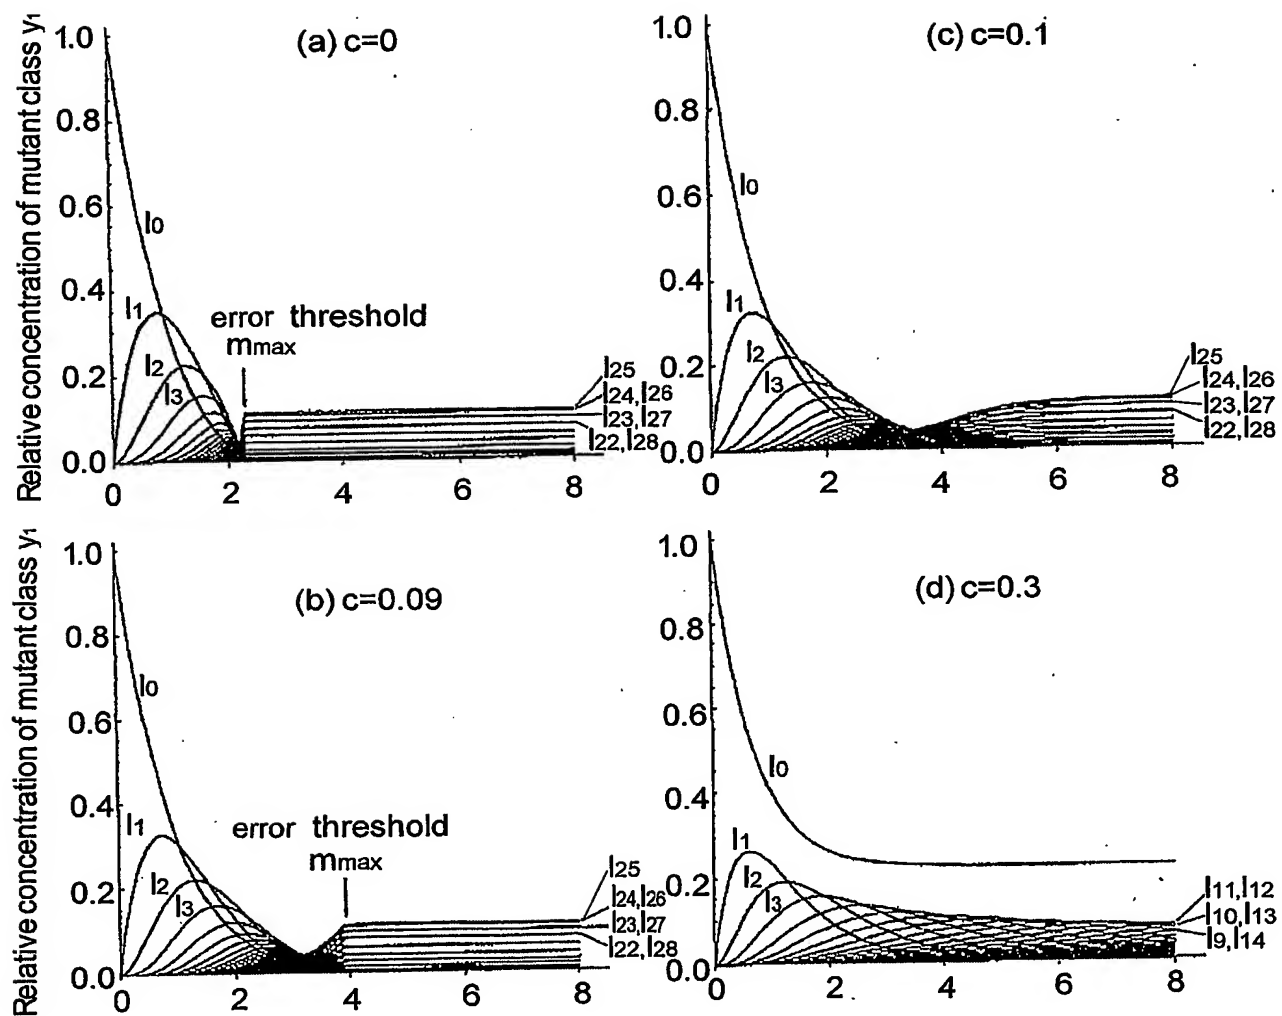 Relative concentration of mutant class y1
(a) c=0
1.0
0.8
0.6
0.4
0.2
0.0
I0
I1
I2
I3
error threshold
mmax
I25
I24,I26
I23,I27
I22,I28
0 2 4 6 8
(c) c=0.1
1.0
0.8
0.6
0.4
0.2
0.0
I0
I1
I2
I3
I25
I24,I26
I23,I27
I22,I28
0 2 4 6 8
Relative concentration of mutant class y1
(b) c=0.09
1.0
0.8
0.6
0.4
0.2
0.0
I0
I1
I2
I3
error threshold
mmax
I25
I24,I26
I23,I27
I22,I28
0 2 4 6 8
(d) c=0.3
1.0
0.8
0.6
0.4
0.2
0.0
I0
I1
I2
I3
I11,I12
I10,I13
I9,I14
0 2 4 6 8